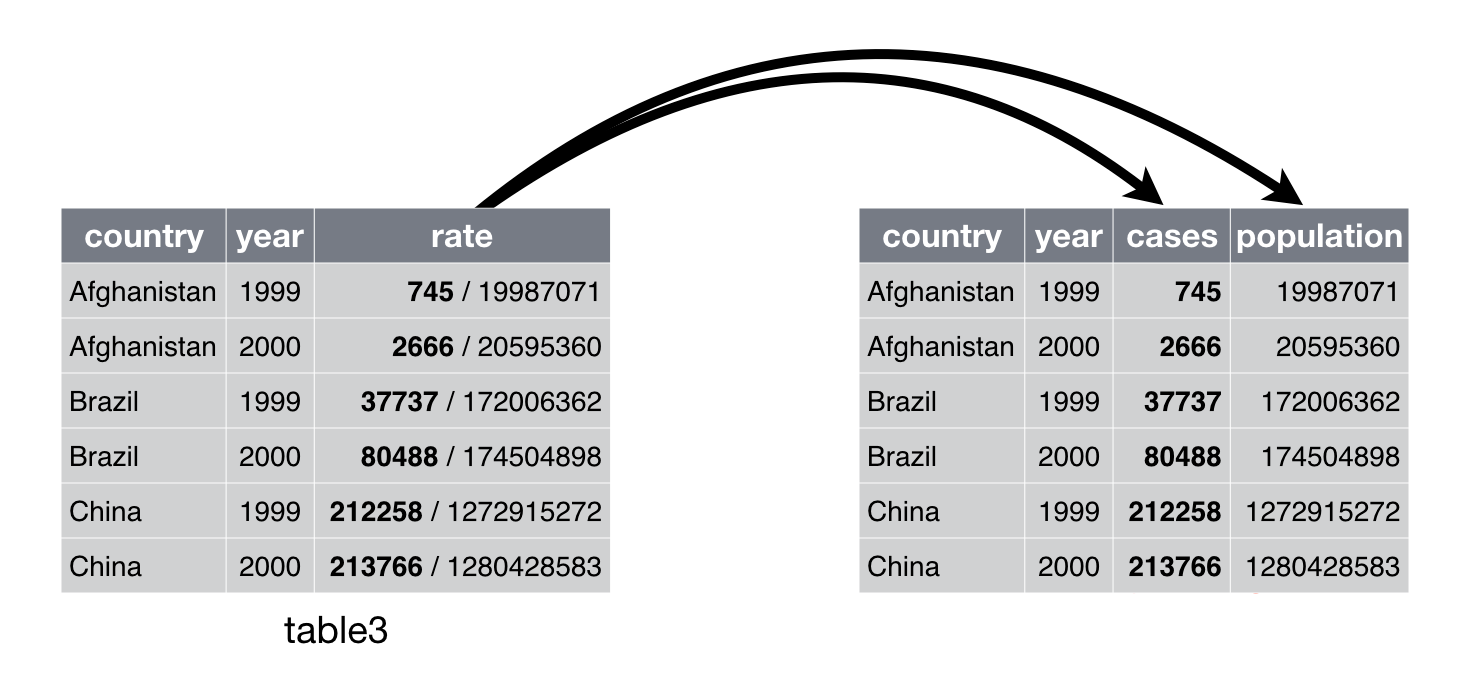 country year rate
Afghanistan 1999 745 / 19987071
Afghanistan 2000 2666 / 20595360
Brazil 1999 37737 / 172006362
Brazil 2000 80488 / 174504898
China 1999 212258 / 1272915272
China 2000 213766 / 1280428583
table3
country year cases population
Afghanistan 1999 745 19987071
Afghanistan 2000 2666 20595360
Brazil 1999 37737 172006362
Brazil 2000 80488 174504898
China 1999 212258 1272915272
China 2000 213766 1280428583